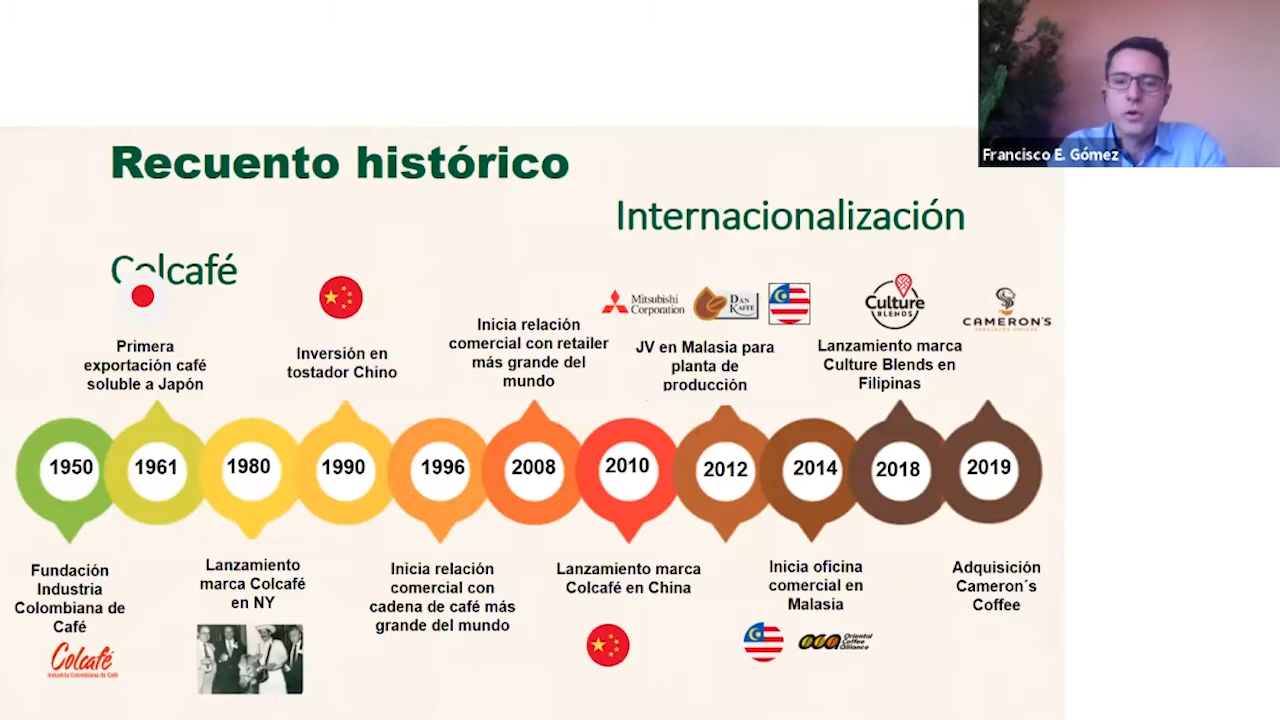 Francisco E. Gómez
Recuento histórico
Internacionalización
Colcafé
Mitsubishi
Corporation
DAN
KAFFE
Culture
BLENDS
CAMERON'S
Primera
exportación café
soluble a Japón
Inversión en
tostador Chino
Inicia relación
comercial con retailer
más grande del
mundo
JV en Malasia para
planta de
producción
Lanzamiento marca
Culture Blends en
Filipinas
1950
1961
1980
1990
1996
2008
2010
2012
2014
2018
2019
Fundación
Industria
Colombiana de
Café
Colcafé
Industria Colombiana de Café
Lanzamiento
marca Colcafé
en NY
Inicia relación
comercial con
cadena de café más
grande del mundo
Lanzamiento marca
Colcafé en China
Inicia oficina
comercial en
Malasia
Oriental
Coffee
Alliance
Adquisición
Cameron´s
Coffee